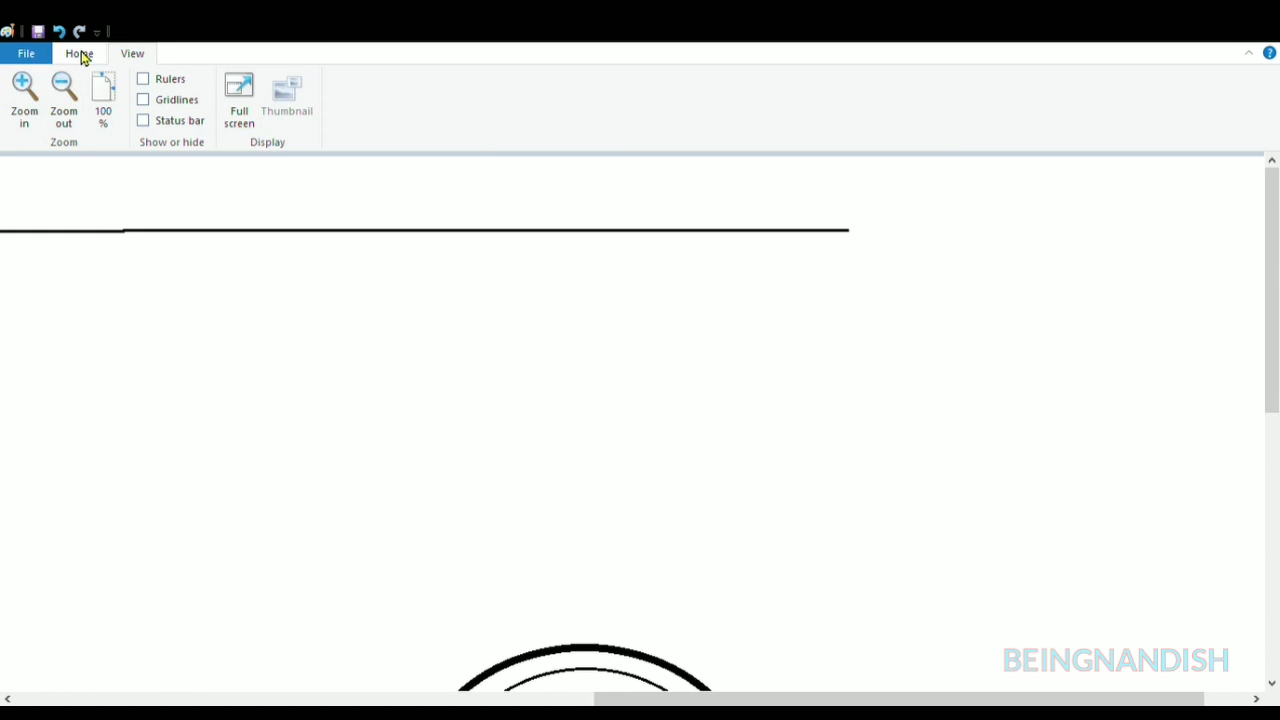 File Home View
Zoom in
Zoom out
100 %
Rulers
Gridlines
Status bar
Full screen
Thumbnail
Zoom
Show or hide
Display
BEINGNANDISH